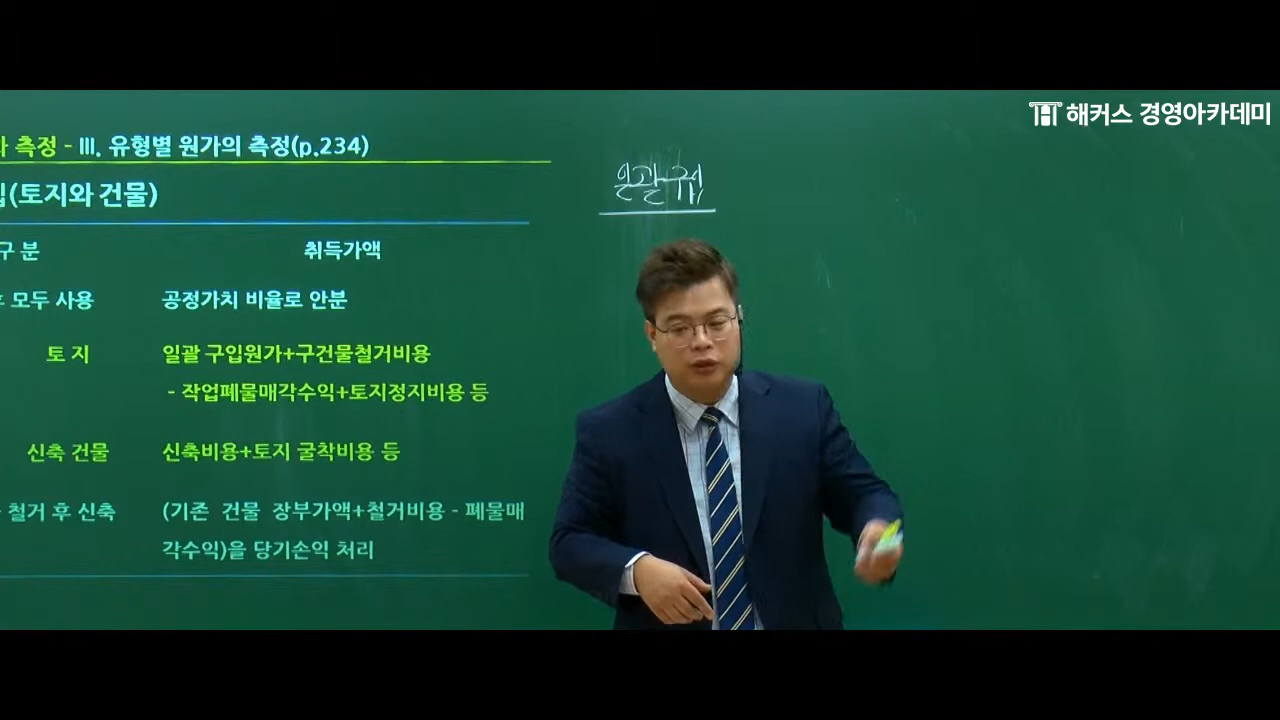 해커스 경영아카데미
측정 - III. 유형별 원가의 측정(p.234)
일괄구입
(토지와 건물)
구 분 취득가액
모두 사용 공정가치 비율로 안분
토 지 일괄 구입원가+구건물철거비용
- 작업폐물매각수익+토지정지비용 등
신축 건물 신축비용+토지 굴착비용 등
철거 후 신축 (기존 건물 장부가액+철거비용 - 폐물매
각수익)을 당기손익 처리